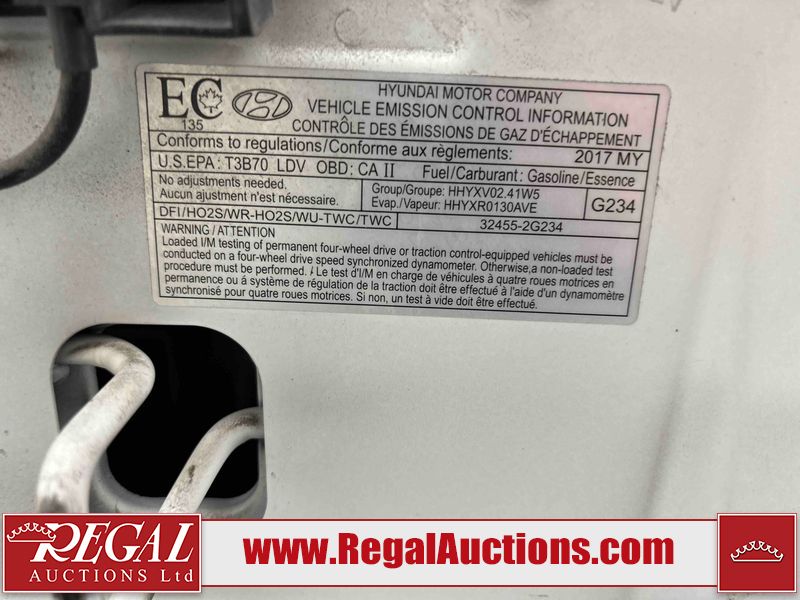 EC
135
HYUNDAI MOTOR COMPANY
VEHICLE EMISSION CONTROL INFORMATION
CONTRÔLE DES ÉMISSIONS DE GAZ D'ÉCHAPPEMENT
Conforms to regulations/Conforme aux règlements: 2017 MY
U.S.EPA : T3B70 LDV OBD: CA II Fuel/Carburant: Gasoline/Essence
No adjustments needed.
Aucun ajustment n'est nécessaire.
Group/Groupe: HHYXV02.41W5
Evap./Vapeur: HHYXR0130AVE
G234
DFI/HO2S/WR-HO2S/WU-TWC/TWC 32455-2G234
WARNING / ATTENTION
Loaded I/M testing of permanent four-wheel drive or traction control-equipped vehicles must be
conducted on a four-wheel drive speed synchronized dynamometer. Otherwise,a non-loaded test
procedure must be performed. / Le test d'I/M en charge de véhicules à quatre roues motrices en
permanence ou á système de régulation de la traction doit être effectué à l'aide d'un dynamomètre
synchronisé pour quatre roues motrices. Si non, un test à vide doit être effectué.
REGAL
AUCTIONS Ltd
www.RegalAuctions.com